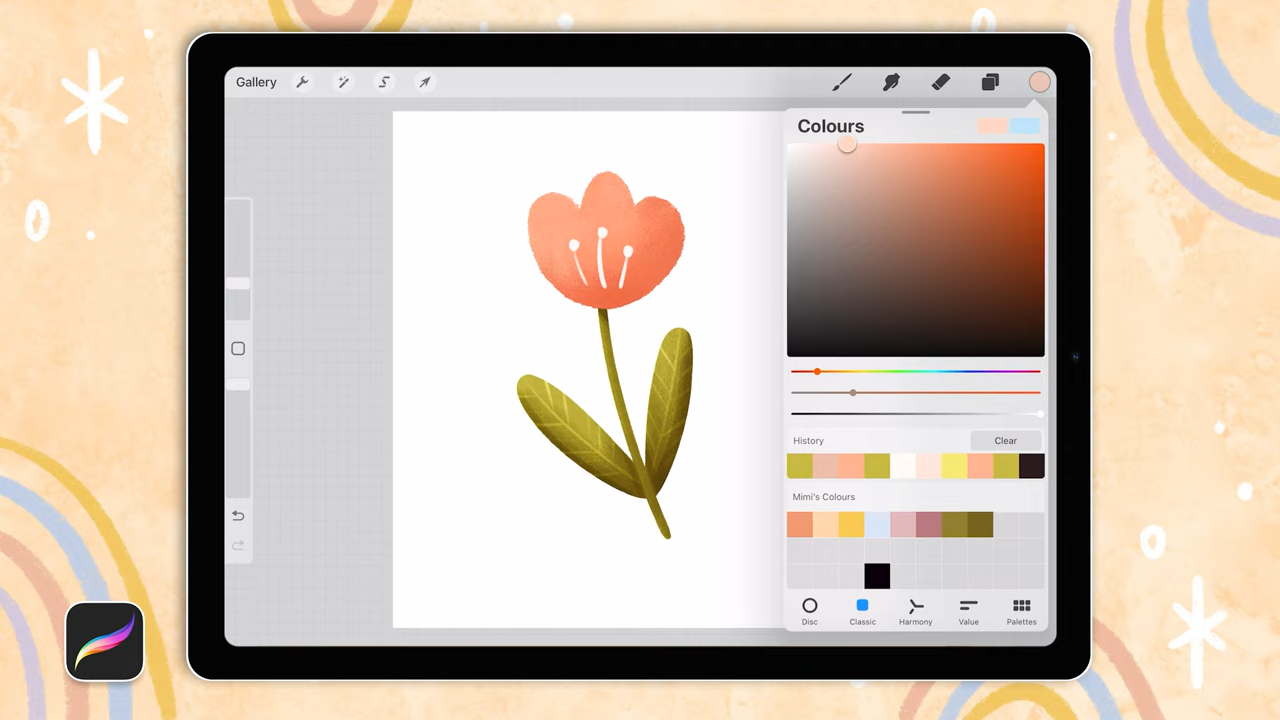 Gallery
Colours
History
Clear
Mimi's Colours
Disc
Classic
Harmony
Value
Palettes